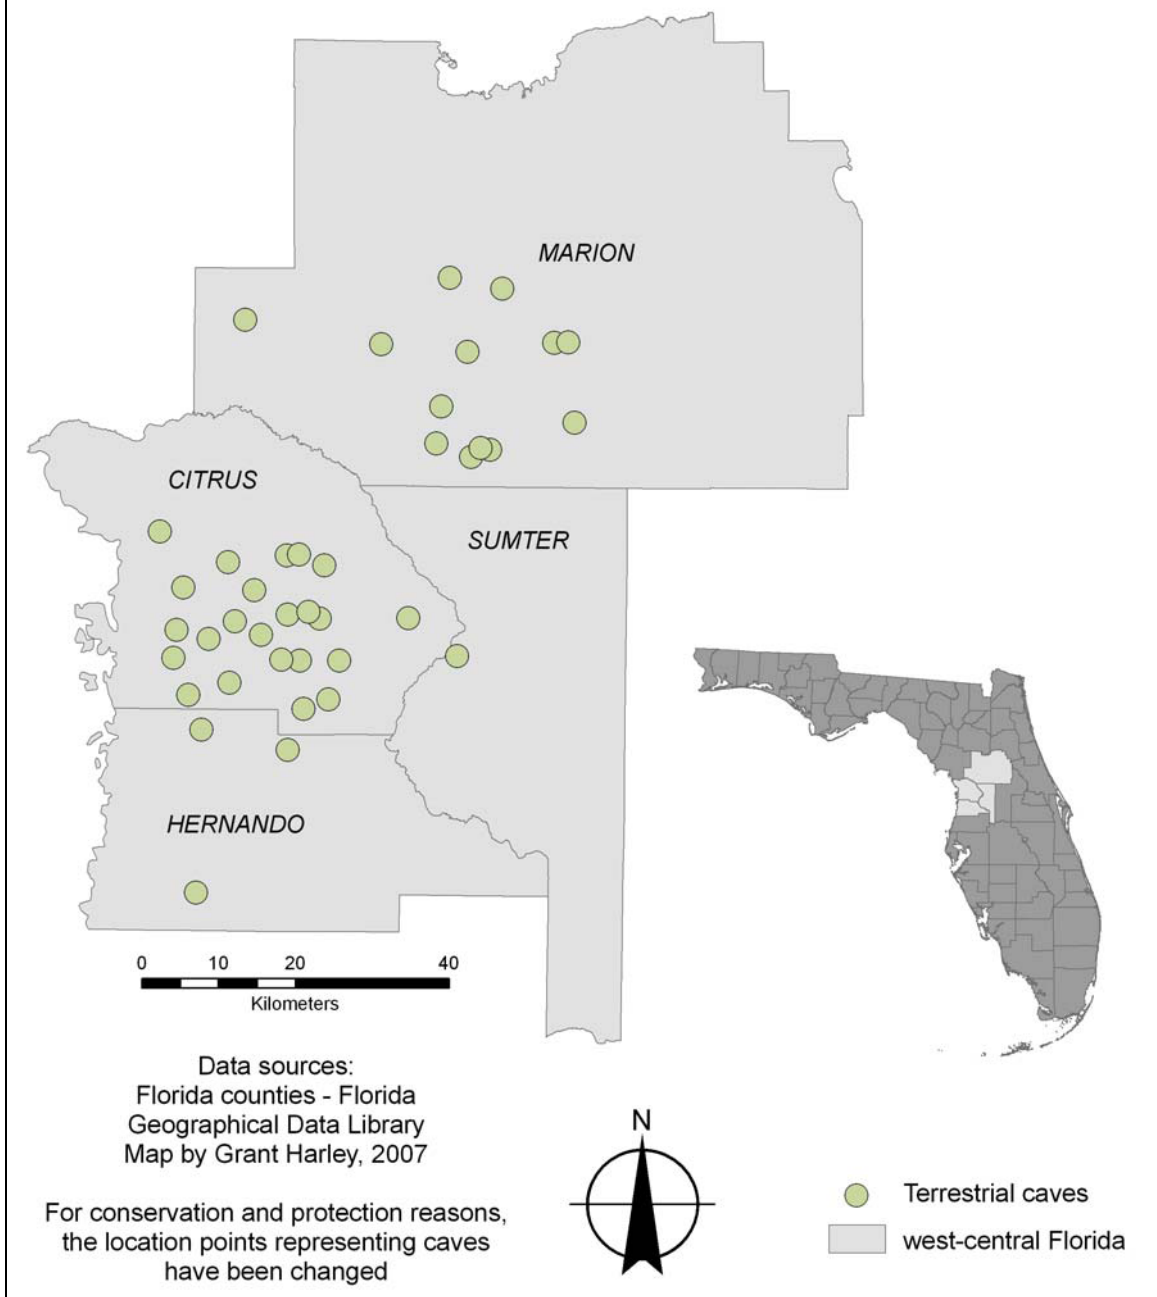 MARION
CITRUS
SUMTER
HERNANDO
0 10 20 40
Kilometers
Data sources:
Florida counties - Florida
Geographical Data Library
Map by Grant Harley, 2007
For conservation and protection reasons,
the location points representing caves
have been changed
N
Terrestrial caves
west-central Florida